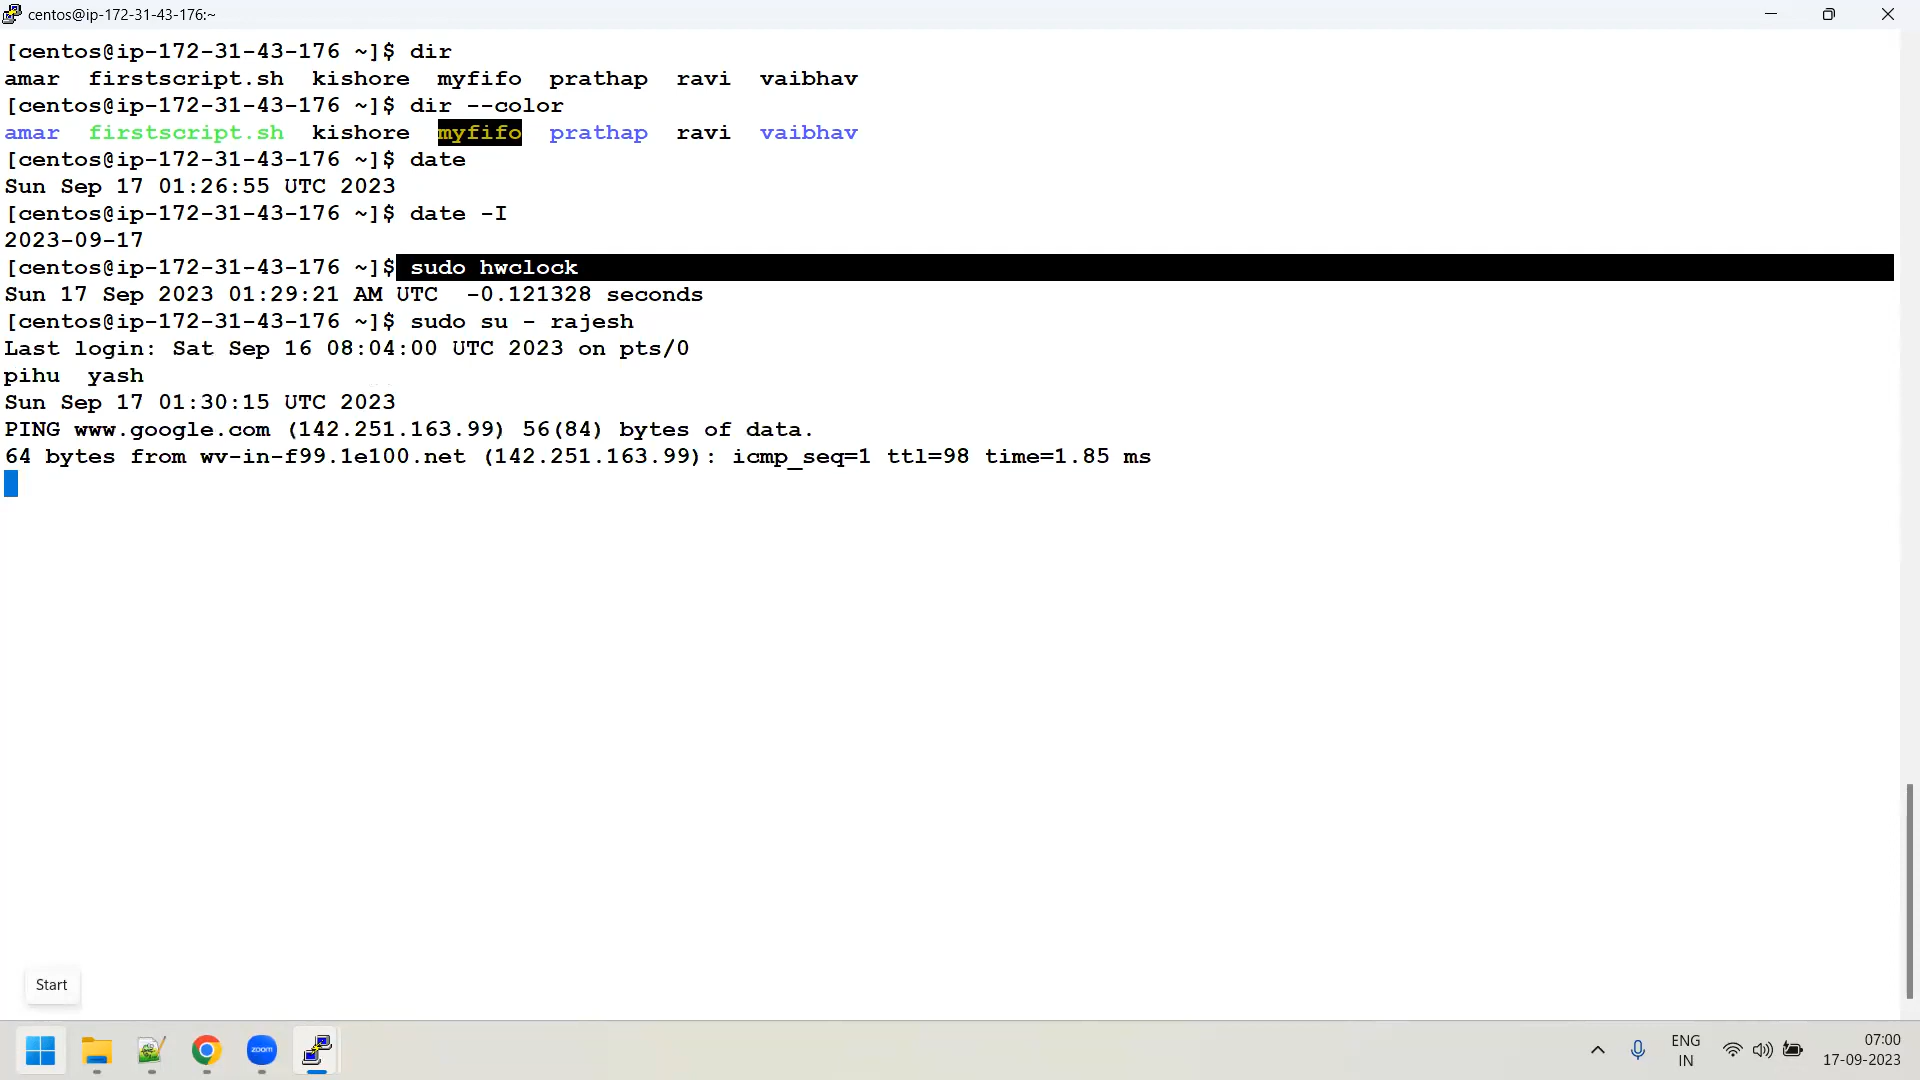 centos@ip-172-31-43-176:~
[centos@ip-172-31-43-176 ~]$ dir
amar  firstscript.sh  kishore  myfifo  prathap  ravi  vaibhav
[centos@ip-172-31-43-176 ~]$ dir --color
amar  firstscript.sh  kishore  myfifo  prathap  ravi  vaibhav
[centos@ip-172-31-43-176 ~]$ date
Sun Sep 17 01:26:55 UTC 2023
[centos@ip-172-31-43-176 ~]$ date -I
2023-09-17
[centos@ip-172-31-43-176 ~]$ sudo hwclock
Sun 17 Sep 2023 01:29:21 AM UTC  -0.121328 seconds
[centos@ip-172-31-43-176 ~]$ sudo su - rajesh
Last login: Sat Sep 16 08:04:00 UTC 2023 on pts/0
pihu  yash
Sun Sep 17 01:30:15 UTC 2023
PING www.google.com (142.251.163.99) 56(84) bytes of data.
64 bytes from wv-in-f99.1e100.net (142.251.163.99): icmp_seq=1 ttl=98 time=1.85 ms
Start
zoom
ENG
IN
07:00
17-09-2023